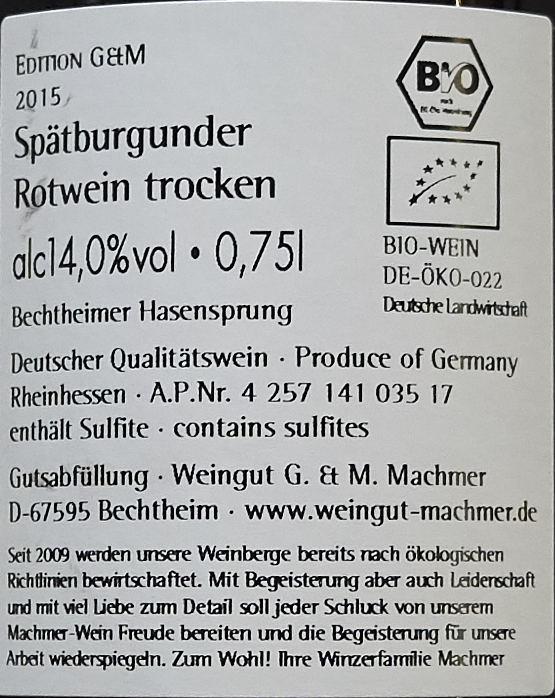 EDITION G&M
2015
Spätburgunder
Rotwein trocken
alc14,0%vol • 0,75l
Bechtheimer Hasensprung
Deutscher Qualitätswein · Produce of Germany
Rheinhessen · A.P.Nr. 4 257 141 035 17
enthält Sulfite · contains sulfites
Gutsabfüllung · Weingut G. & M. Machmer
D-67595 Bechtheim · www.weingut-machmer.de
Seit 2009 werden unsere Weinberge bereits nach ökologischen
Richtlinien bewirtschaftet. Mit Begeisterung aber auch Leidenschaft
und mit viel Liebe zum Detail soll jeder Schluck von unserem
Machmer-Wein Freude bereiten und die Begeisterung für unsere
Arbeit wiederspiegeln. Zum Wohl! Ihre Winzerfamilie Machmer
BIO
BIO-WEIN
DE-ÖKO-022
Deutsche Landwirtschaft